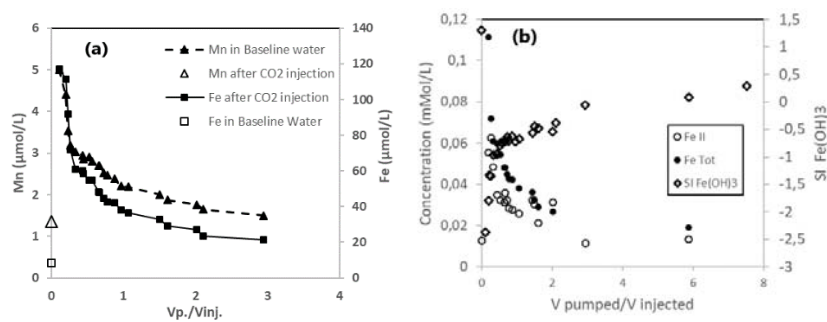 (a)
Mn (µmol/L)
6
5
4
3
2
1
0
Mn in Baseline water
Mn after CO2 injection
Fe after CO2 injection
Fe in Baseline Water
140
120
100
80
60
40
20
0
Fe (µmol/L)
0 1 2 3 4
Vp./Vinj.
(b)
Concentration (mMol/L)
0,12
0,1
0,08
0,06
0,04
0,02
0
Fe II
Fe Tot
SI Fe(OH)3
1,5
1
0,5
0
-0,5
-1
-1,5
-2
-2,5
-3
SI Fe(OH)3
0 2 4 6 8
V pumped/V injected